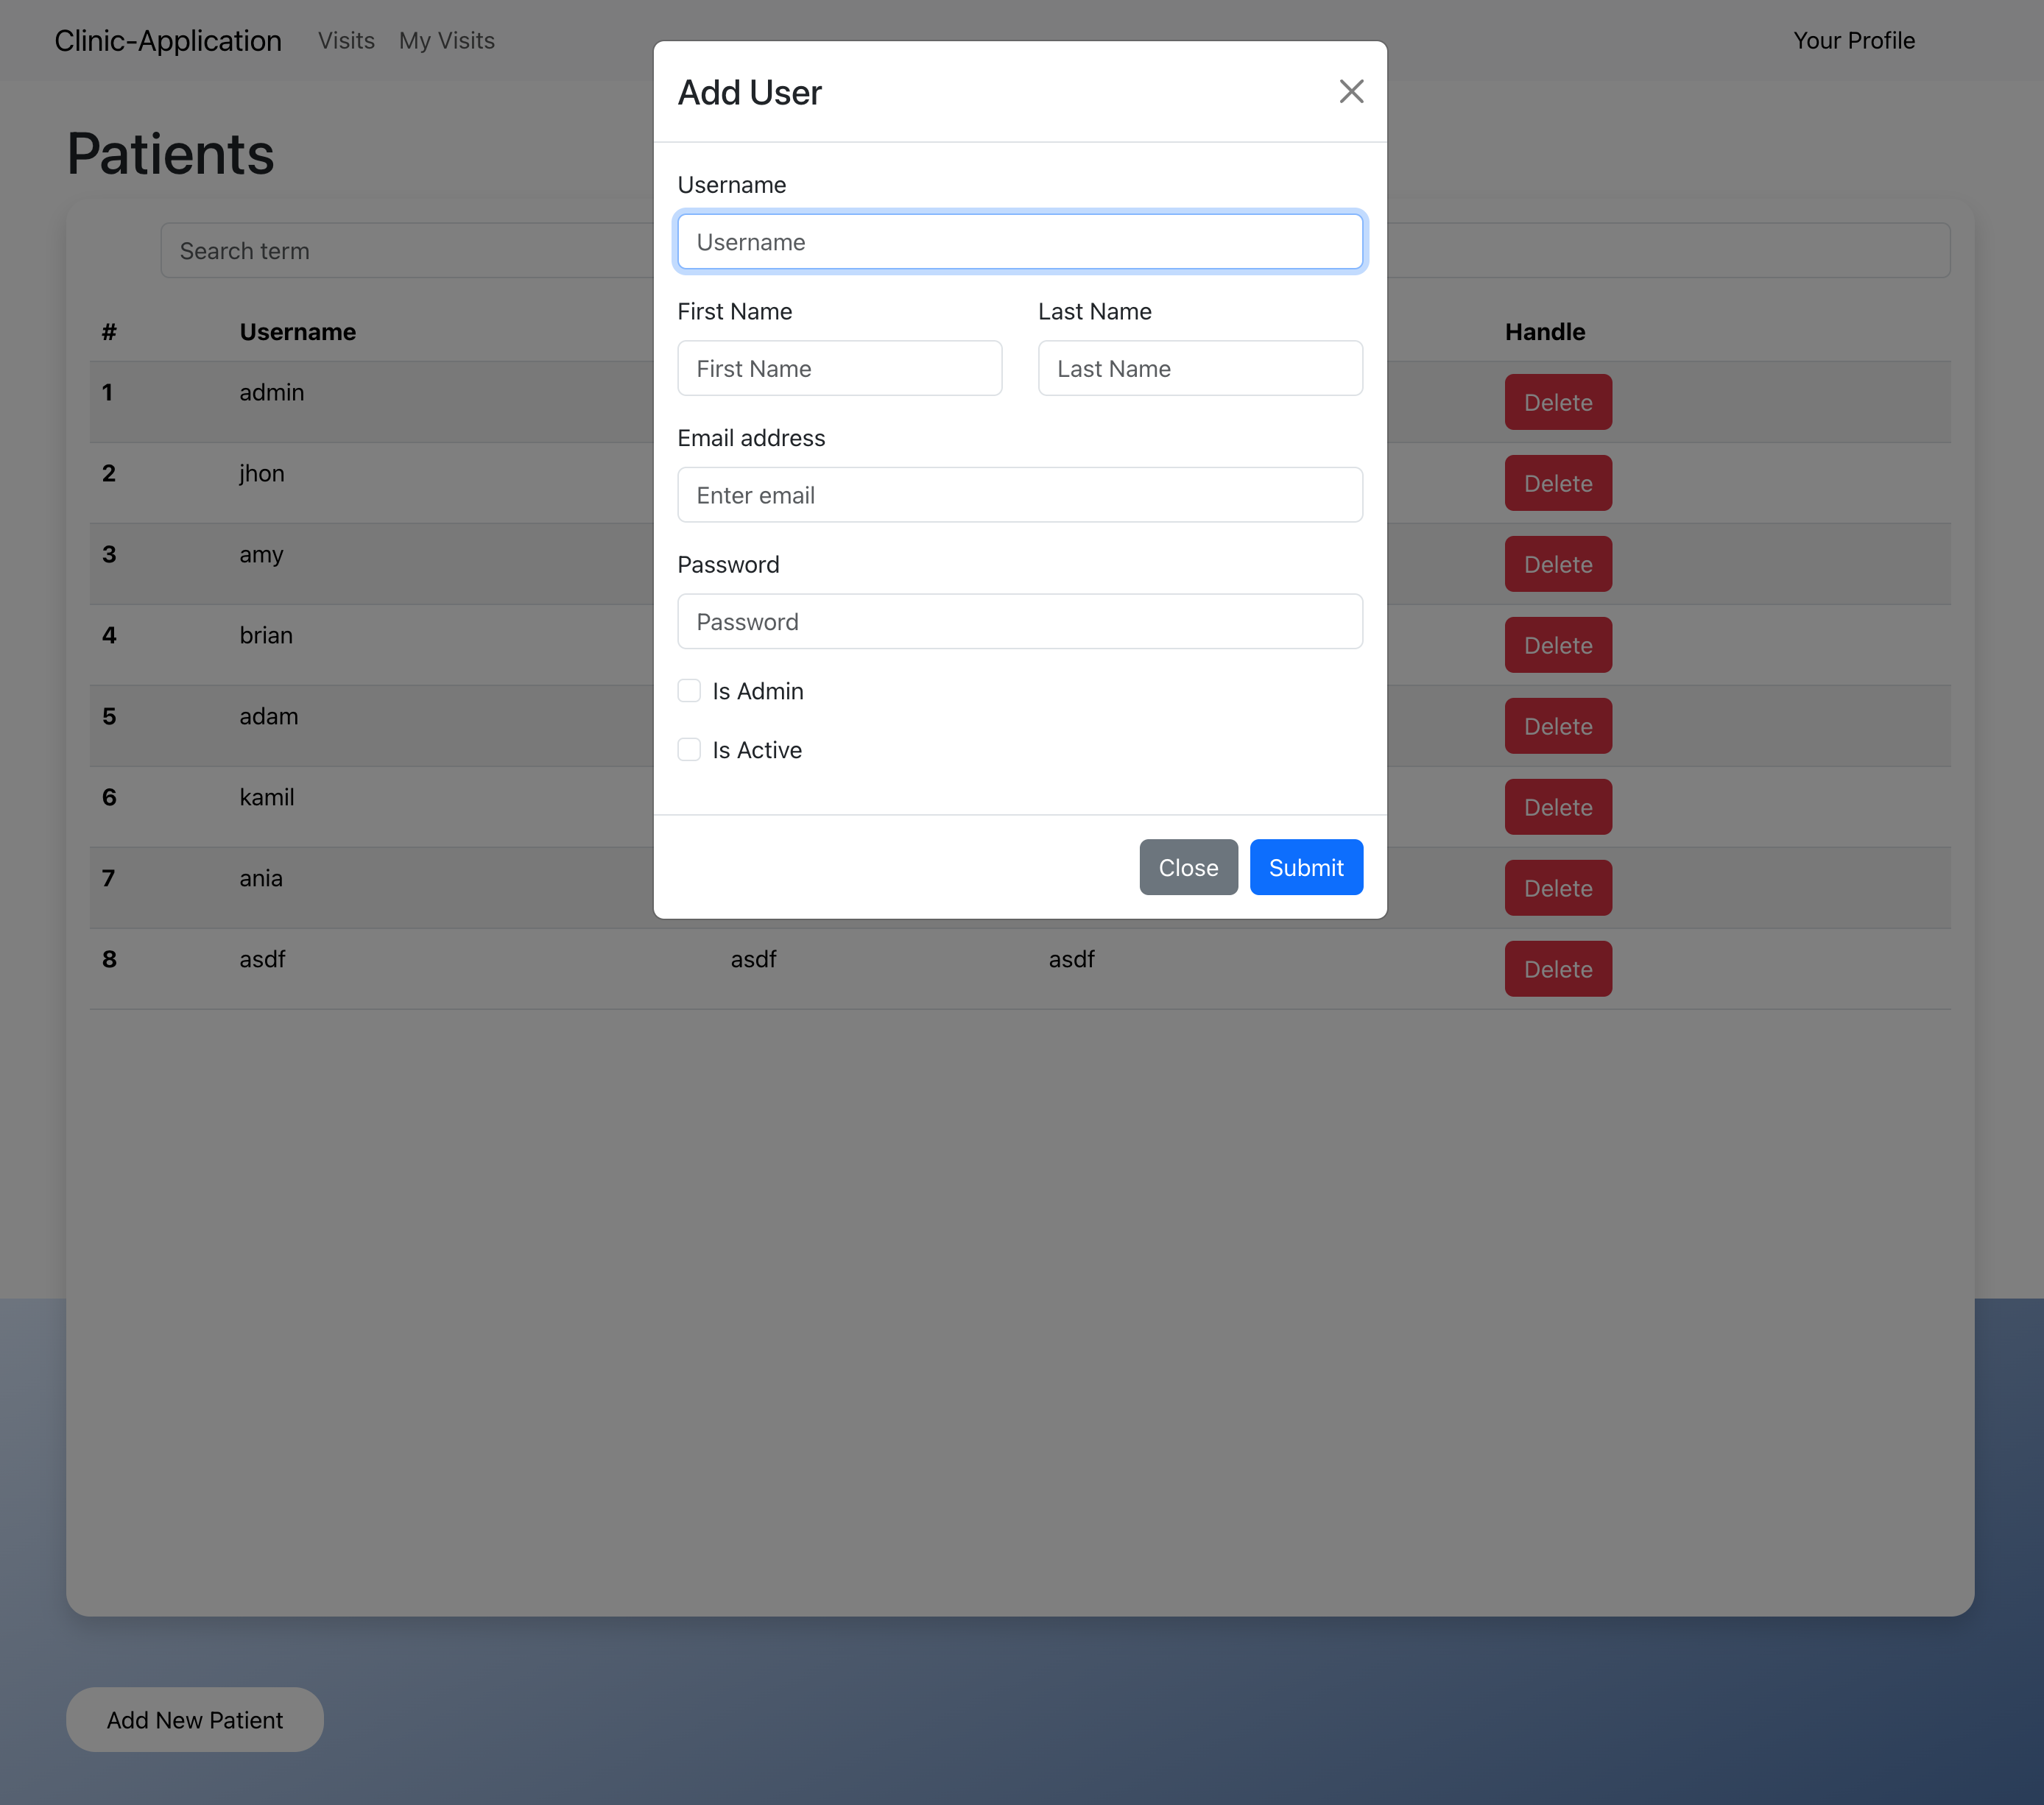 Clinic-Application Visits My Visits Your Profile
Patients
Search term
# Username Handle
1 admin Delete
2 jhon Delete
3 amy Delete
4 brian Delete
5 adam Delete
6 kamil Delete
7 ania Delete
8 asdf asdf asdf Delete
Add New Patient
Add User
Username
Username
First Name Last Name
First Name Last Name
Email address
Enter email
Password
Password
Is Admin
Is Active
Close Submit